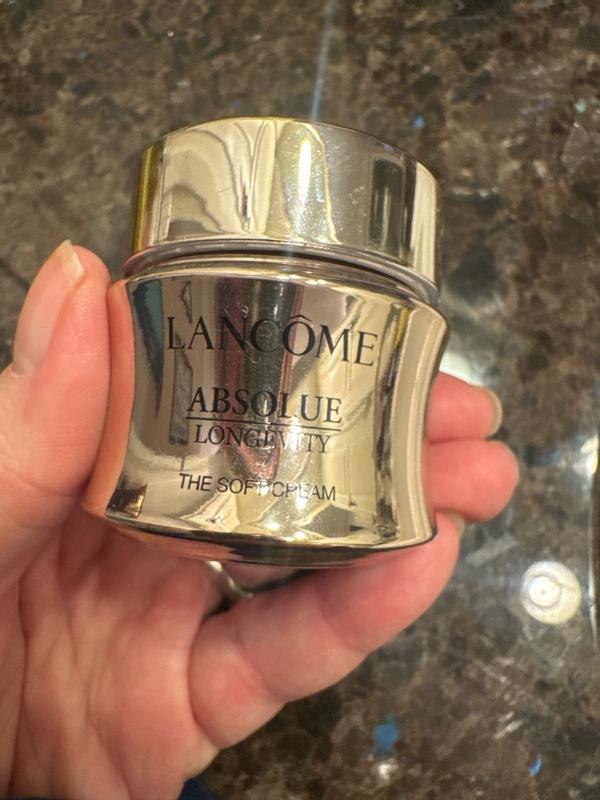 LANCÔME
ABSOLUE
LONGEVITY
THE SOFT CREAM